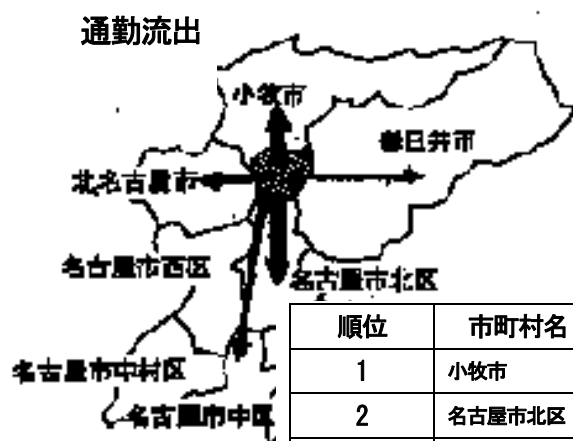 通勤流出
小牧市
春日井市
北名古屋市
名古屋市西区
名古屋市北区
順位 市町村名
1 小牧市
2 名古屋市北区
名古屋市中村区
名古屋市中区